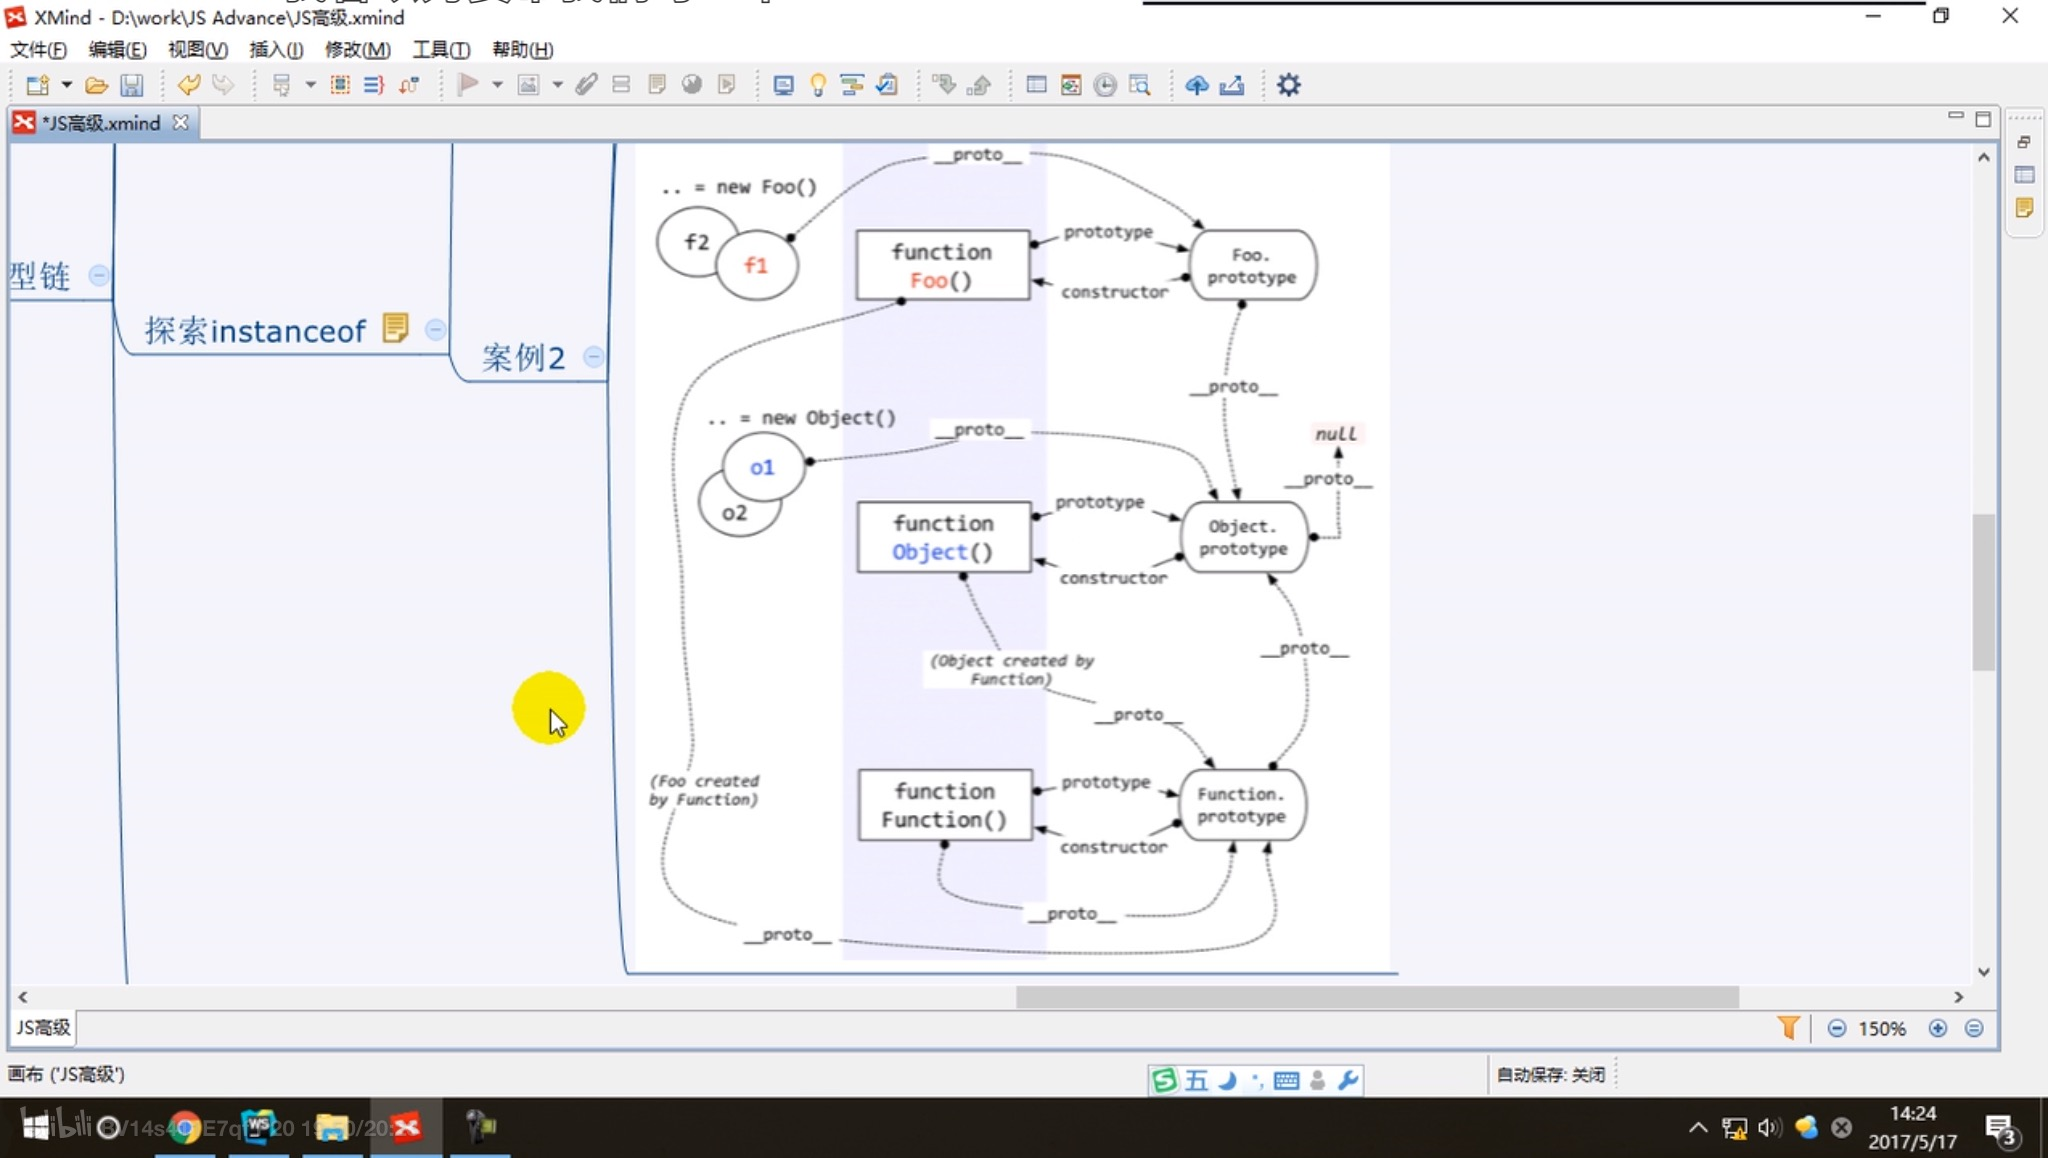 XMind - D:\work\JS Advance\JS高级.xmind
文件(F) 编辑(E) 视图(V) 插入(I) 修改(M) 工具(T) 帮助(H)
*JS高级.xmind
型链
探索instanceof
案例2
__proto__
.. = new Foo()
f2
f1
function
Foo()
prototype
constructor
Foo.
prototype
__proto__
.. = new Object()
__proto__
null
__proto__
o1
o2
function
Object()
prototype
constructor
Object.
prototype
(Object created by
Function)
__proto__
__proto__
(Foo created
by Function)
function
Function()
prototype
constructor
Function.
prototype
__proto__
__proto__
JS高级
150%
画布 ('JS高级')
五
自动保存: 关闭
bilibili
WS
14:24
2017/5/17
3